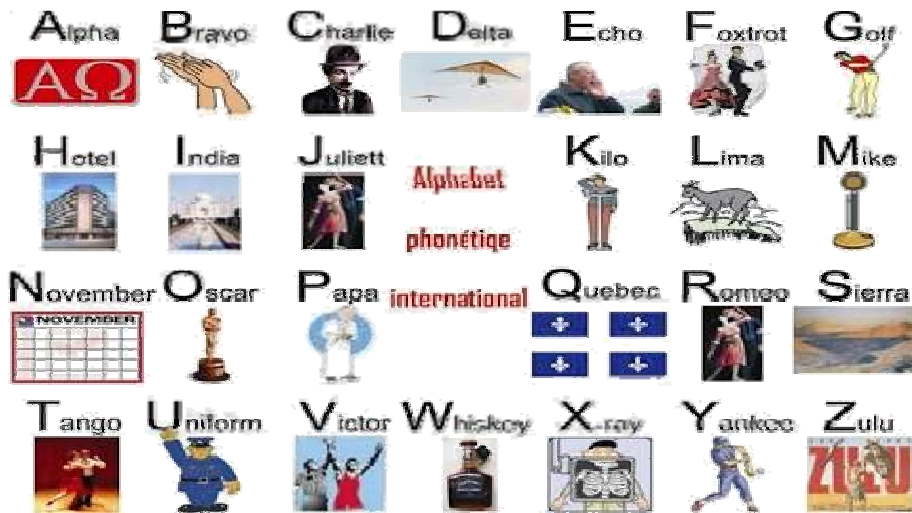 Alpha Bravo Charlie Delta Echo Foxtrot Golf
ΑΩ
Hotel India Juliett Kilo Lima Mike
Alphabet
phonétiqe
international
November Oscar Papa Quebec Romeo Sierra
NOVEMBER
Tango Uniform Victor Whiskey X-ray Yankee Zulu
ZULU